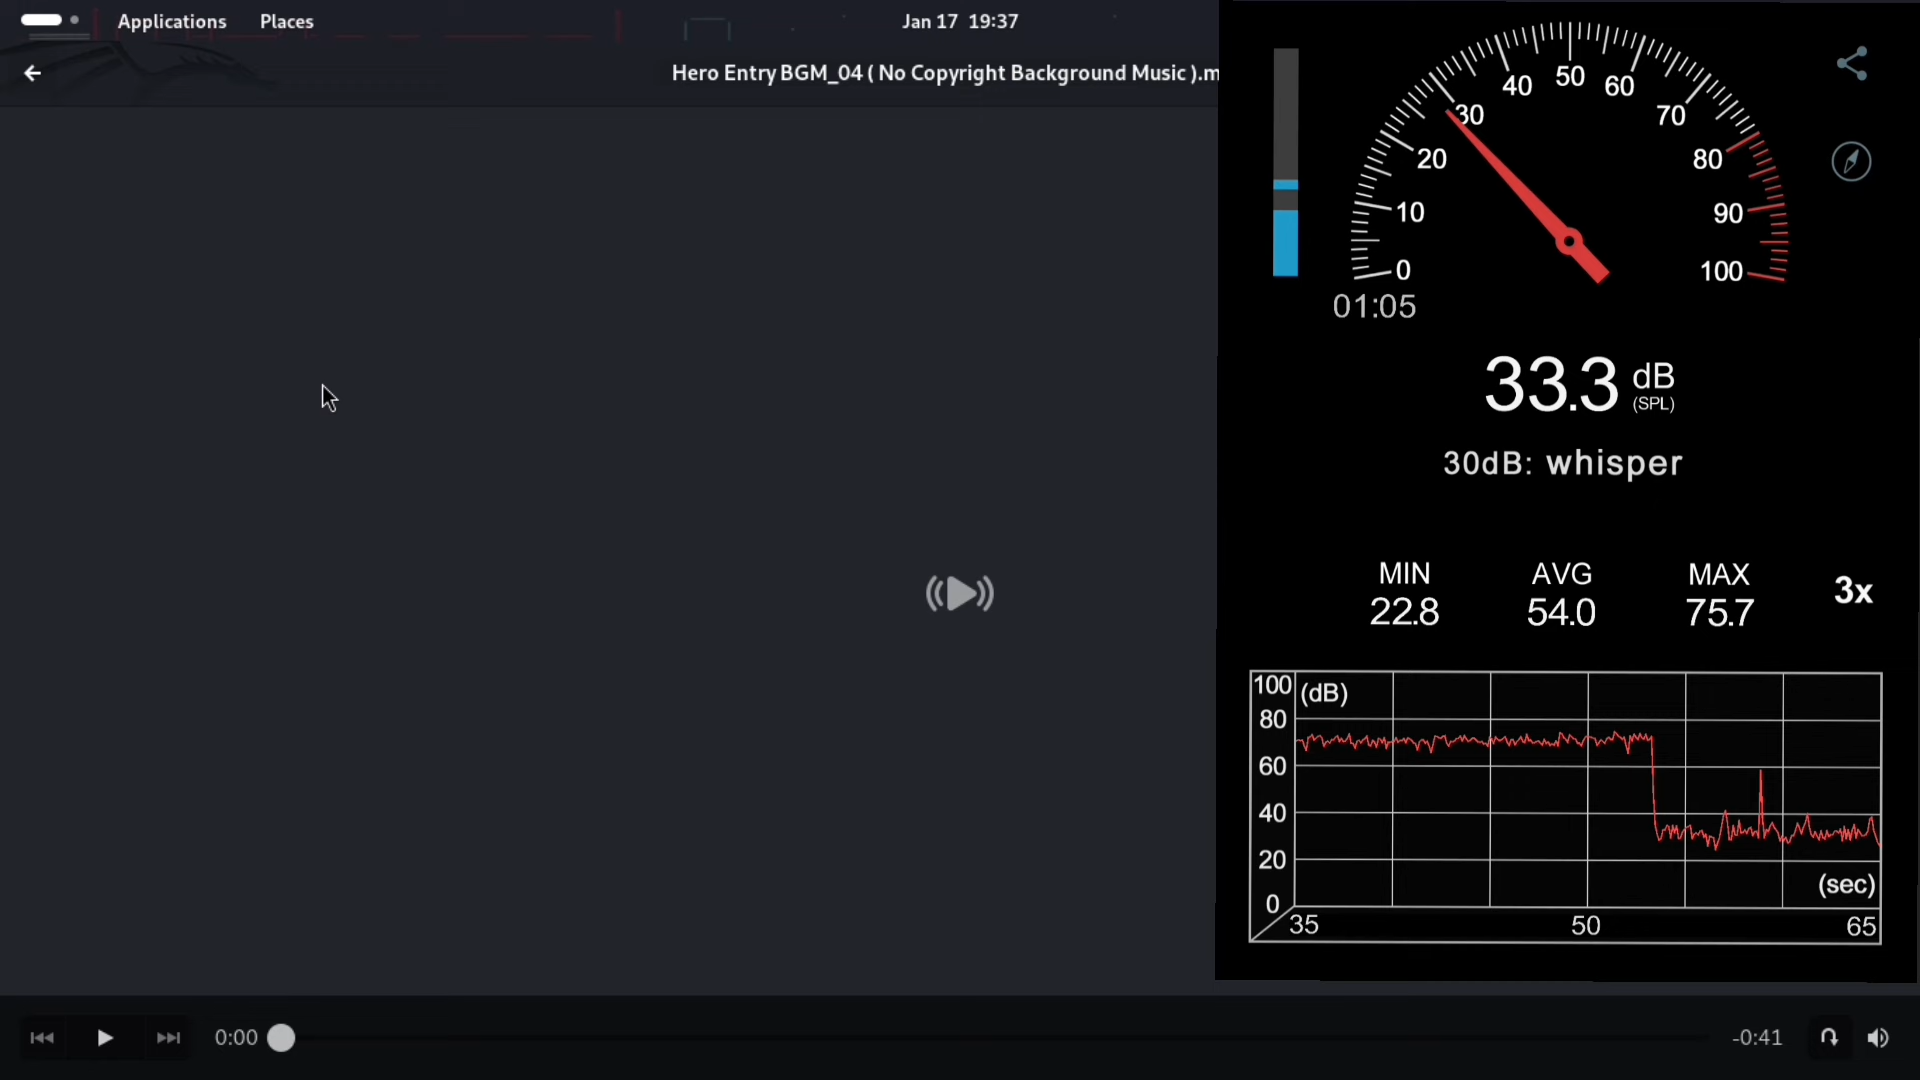 Applications Places Jan 17 19:37
Hero Entry BGM_04 ( No Copyright Background Music ).m
0 10 20 30 40 50 60 70 80 90 100
01:05
33.3 dB
(SPL)
30dB: whisper
MIN AVG MAX
22.8 54.0 75.7
3x
100 (dB)
80
60
40
20
(sec)
0
35 50 65
0:00 -0:41